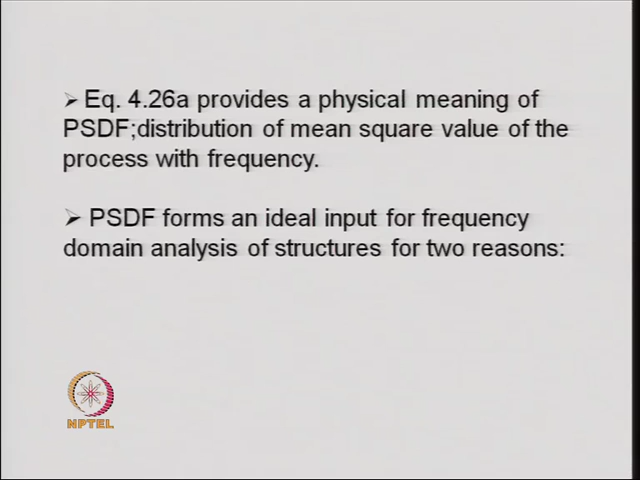 ➢ Eq. 4.26a provides a physical meaning of
PSDF;distribution of mean square value of the
process with frequency.
➢ PSDF forms an ideal input for frequency
domain analysis of structures for two reasons:
NPTEL